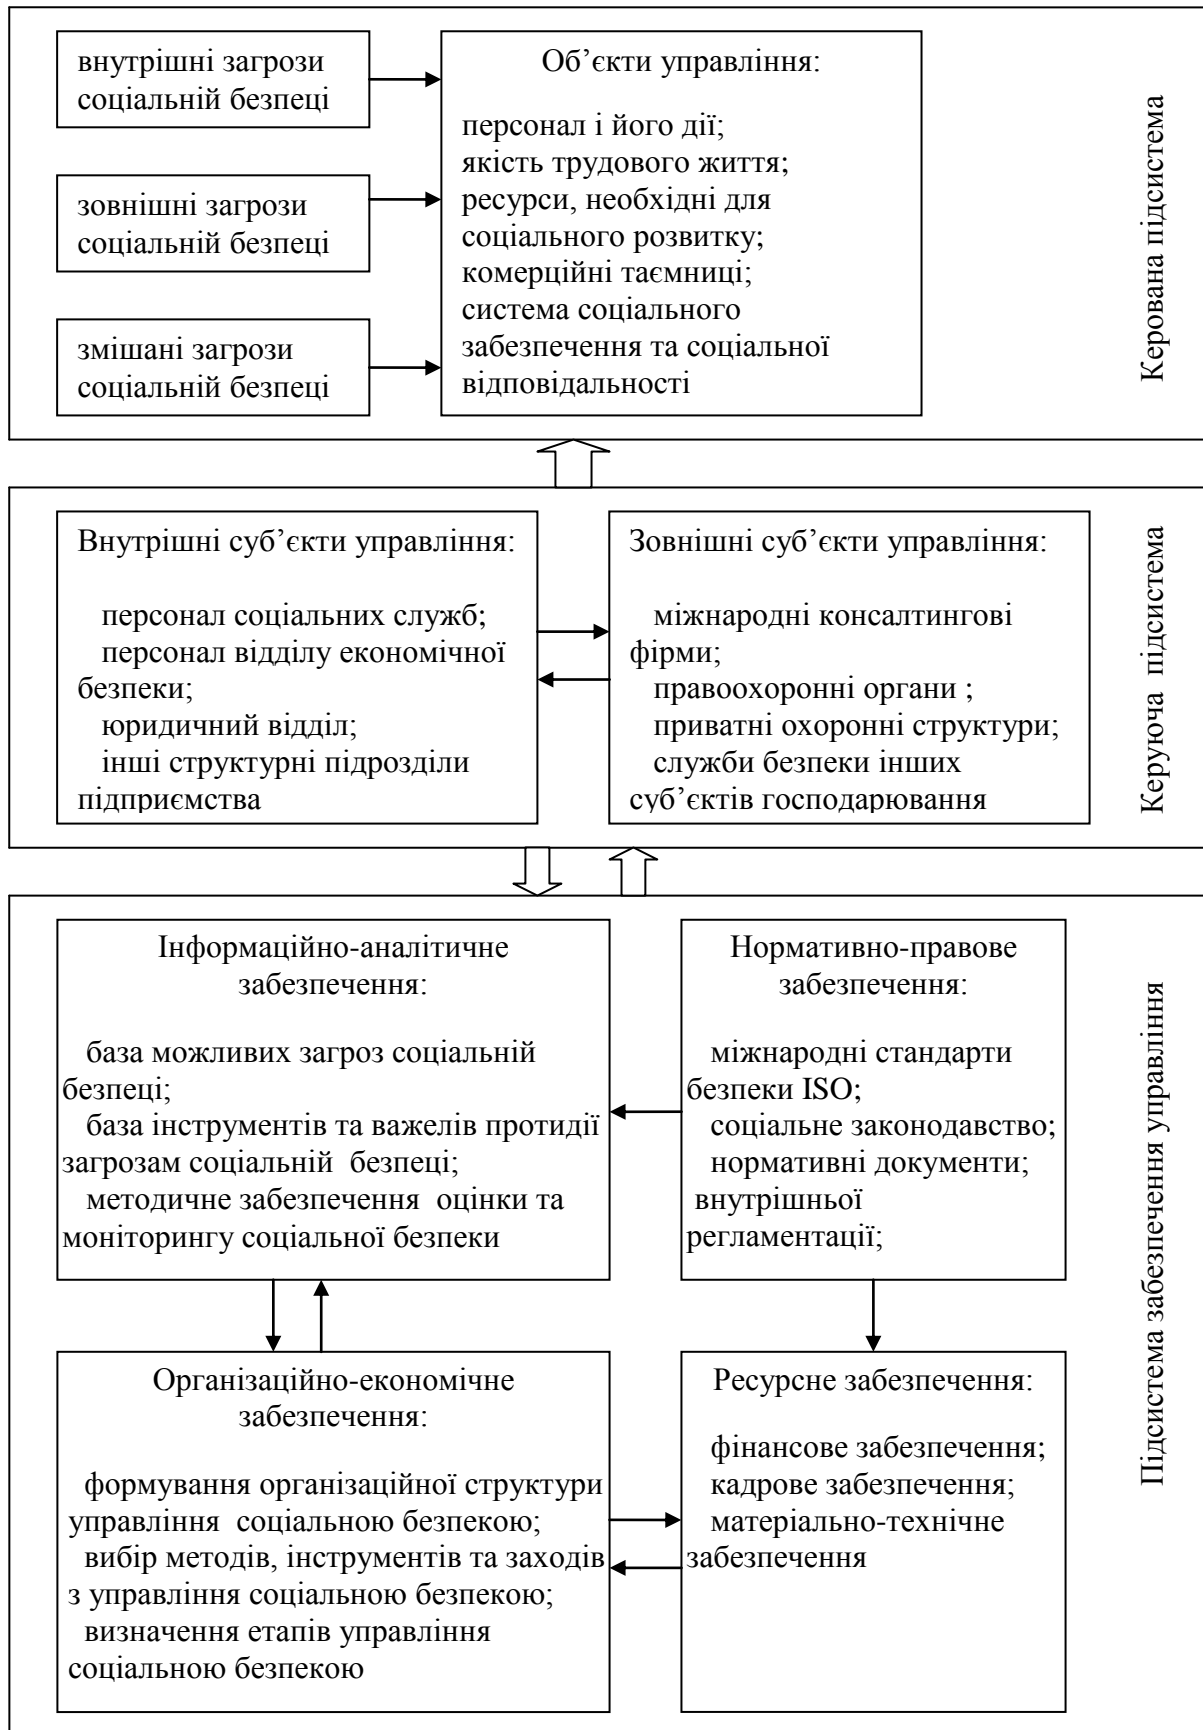 внутрішні загрози
соціальній безпеці
зовнішні загрози
соціальній безпеці
змішані загрози
соціальній безпеці
Об’єкти управління:
персонал і його дії;
якість трудового життя;
ресурси, необхідні для
соціального розвитку;
комерційні таємниці;
система соціального
забезпечення та соціальної
відповідальності
Керована підсистема
Внутрішні суб’єкти управління:
персонал соціальних служб;
персонал відділу економічної
безпеки;
юридичний відділ;
інші структурні підрозділи
підприємства
Зовнішні суб’єкти управління:
міжнародні консалтингові
фірми;
правоохоронні органи ;
приватні охоронні структури;
служби безпеки інших
суб’єктів господарювання
Керуюча підсистема
Інформаційно-аналітичне
забезпечення:
база можливих загроз соціальній
безпеці;
база інструментів та важелів протидії
загрозам соціальній безпеці;
методичне забезпечення оцінки та
моніторингу соціальної безпеки
Нормативно-правове
забезпечення:
міжнародні стандарти
безпеки ISO;
соціальне законодавство;
нормативні документи;
внутрішньої
регламентації;
Організаційно-економічне
забезпечення:
формування організаційної структури
управління соціальною безпекою;
вибір методів, інструментів та заходів
з управління соціальною безпекою;
визначення етапів управління
соціальною безпекою
Ресурсне забезпечення:
фінансове забезпечення;
кадрове забезпечення;
матеріально-технічне
забезпечення
Підсистема забезпечення управління